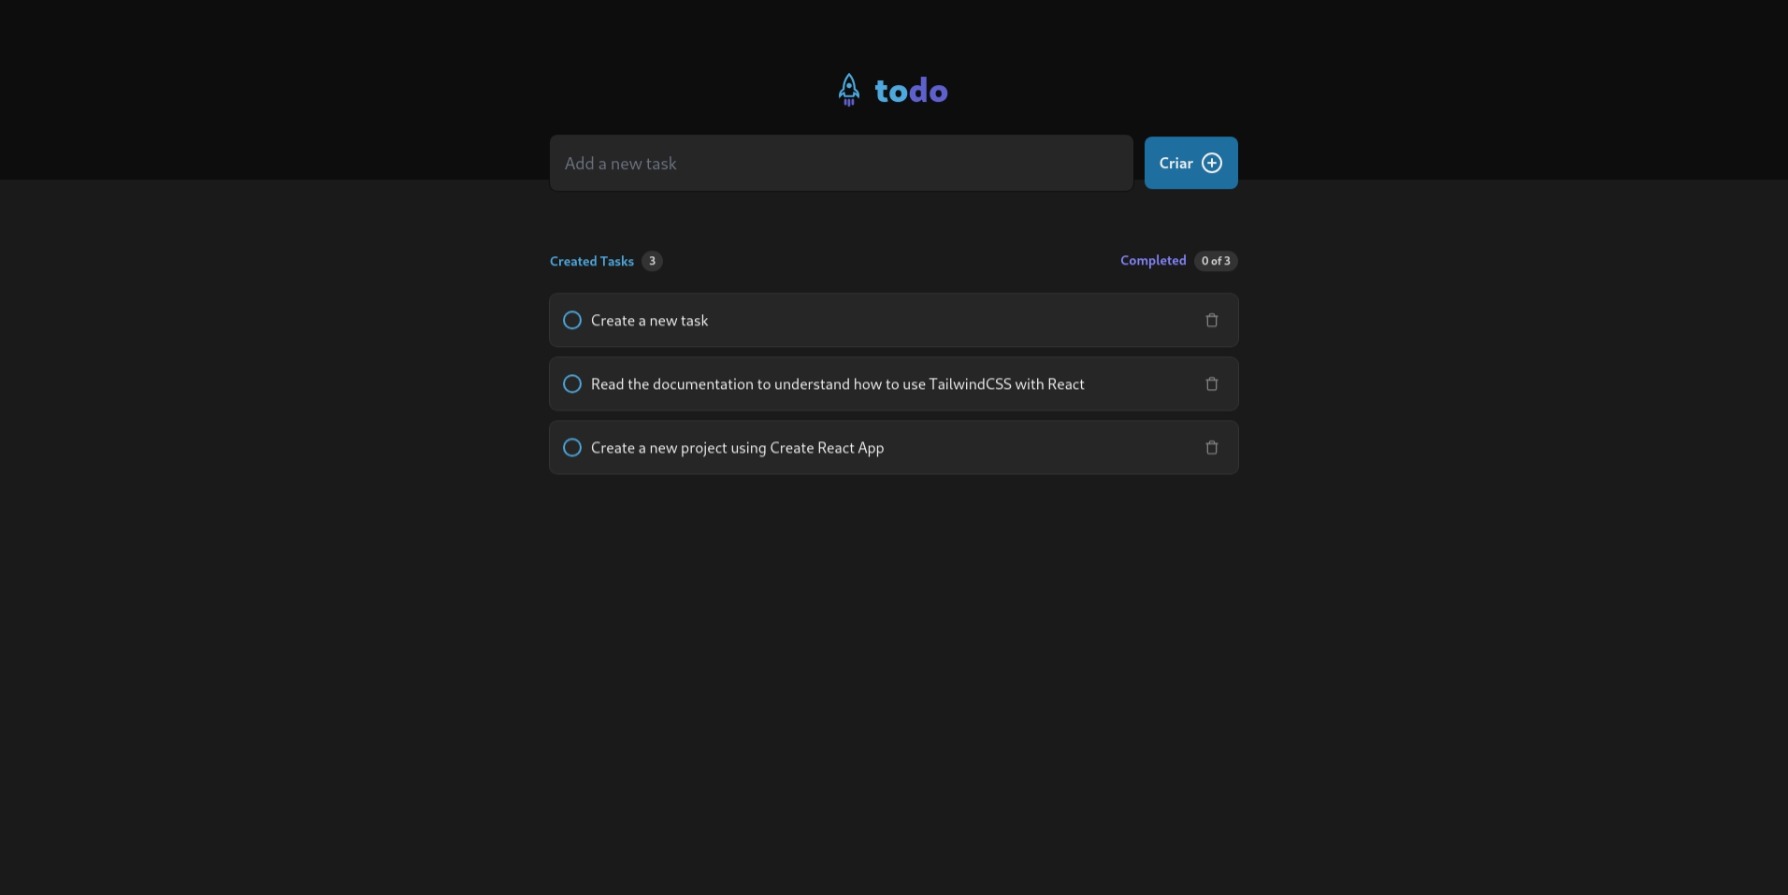 todo
Add a new task
Criar
Created Tasks 3
Completed 0 of 3
Create a new task
Read the documentation to understand how to use TailwindCSS with React
Create a new project using Create React App